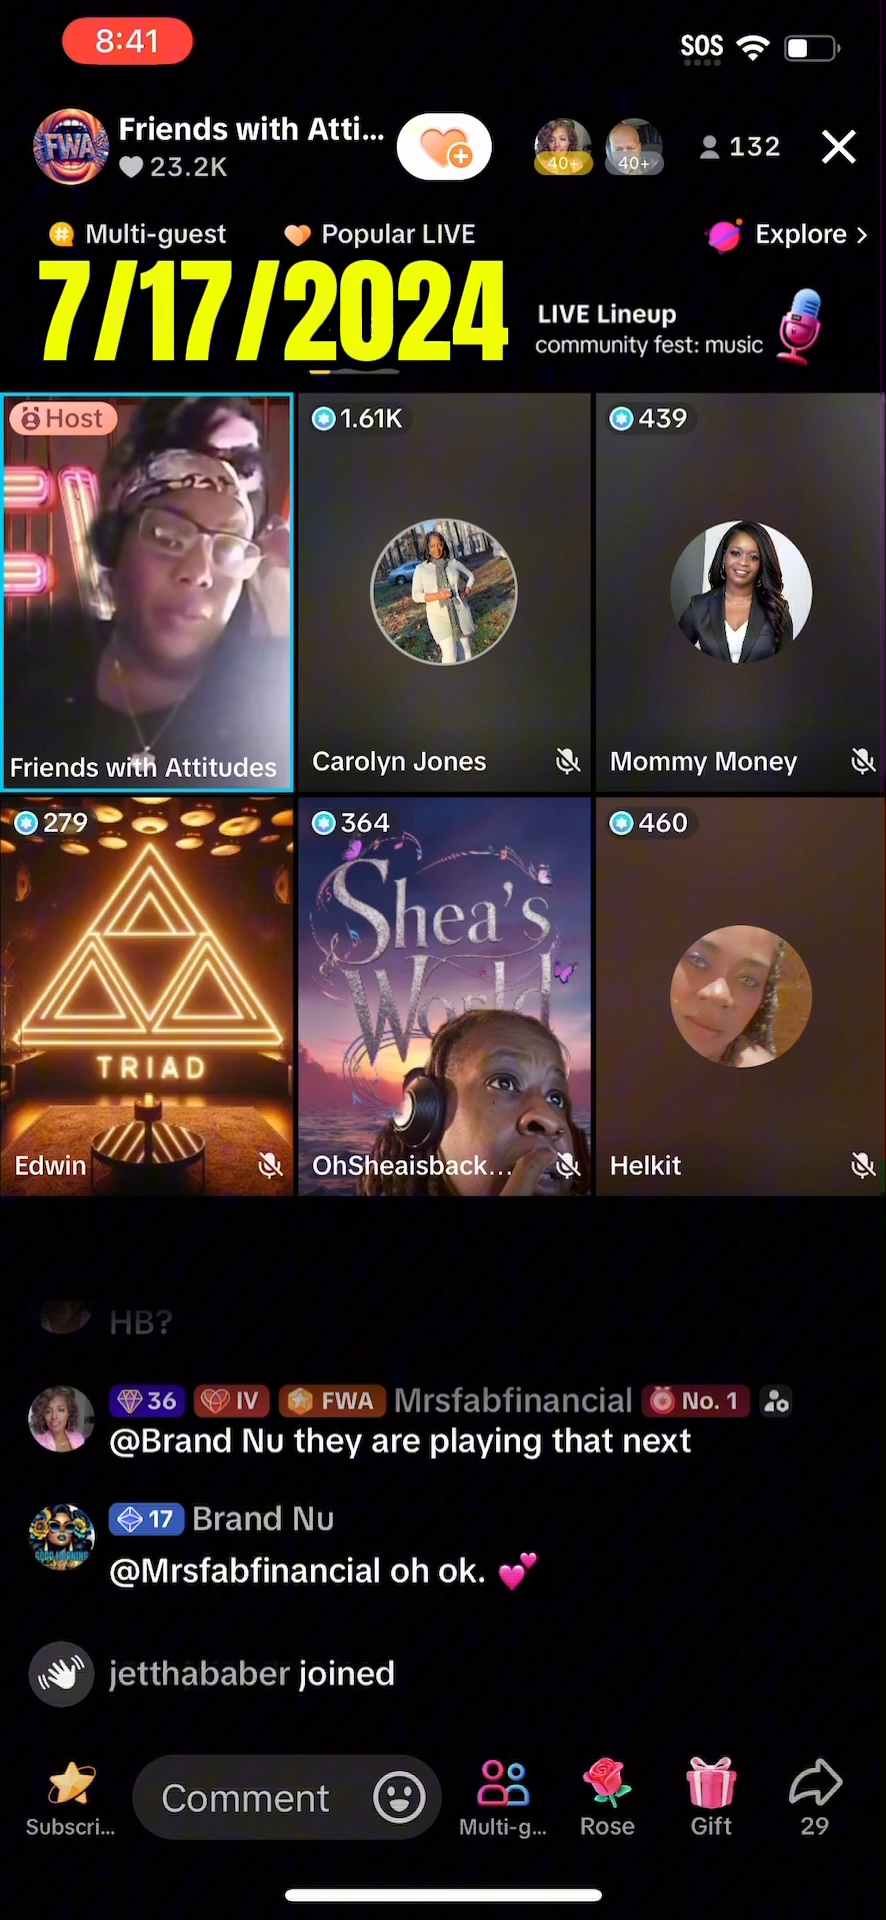 8:41
SOS
FWA
Friends with Atti...
23.2K
40+
40+
132
Multi-guest
Popular LIVE
Explore >
7/17/2024
LIVE Lineup
community fest: music
Host
Friends with Attitudes
1.61K
Carolyn Jones
439
Mommy Money
279
TRIAD
Edwin
364
Shea's
World
OhSheaisback...
460
Helkit
HB?
36 IV FWA Mrsfabfinancial No. 1
@Brand Nu they are playing that next
GOOD MORNING
17 Brand Nu
@Mrsfabfinancial oh ok. 💕
jetthababer joined
Subscri...
Comment
Multi-g...
Rose
Gift
29